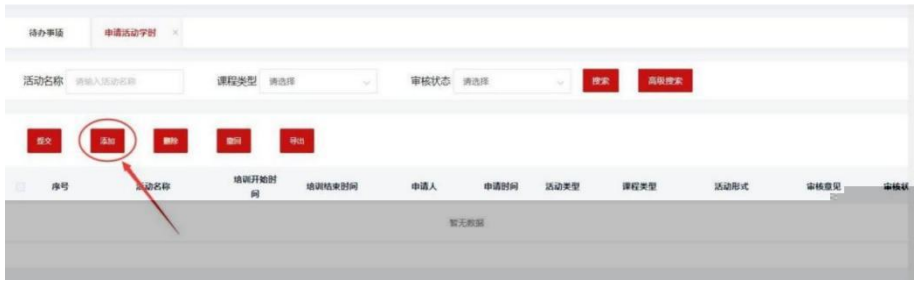 待办事项 申请活动学时 ×
活动名称 请输入活动名称 课程类型 请选择 审核状态 请选择 搜索 高级搜索
提交 添加 删除 撤回 导出
序号 活动名称 培训开始时间 培训结束时间 申请人 申请时间 活动类型 课程类型 活动形式 审核意见 审核状
暂无数据